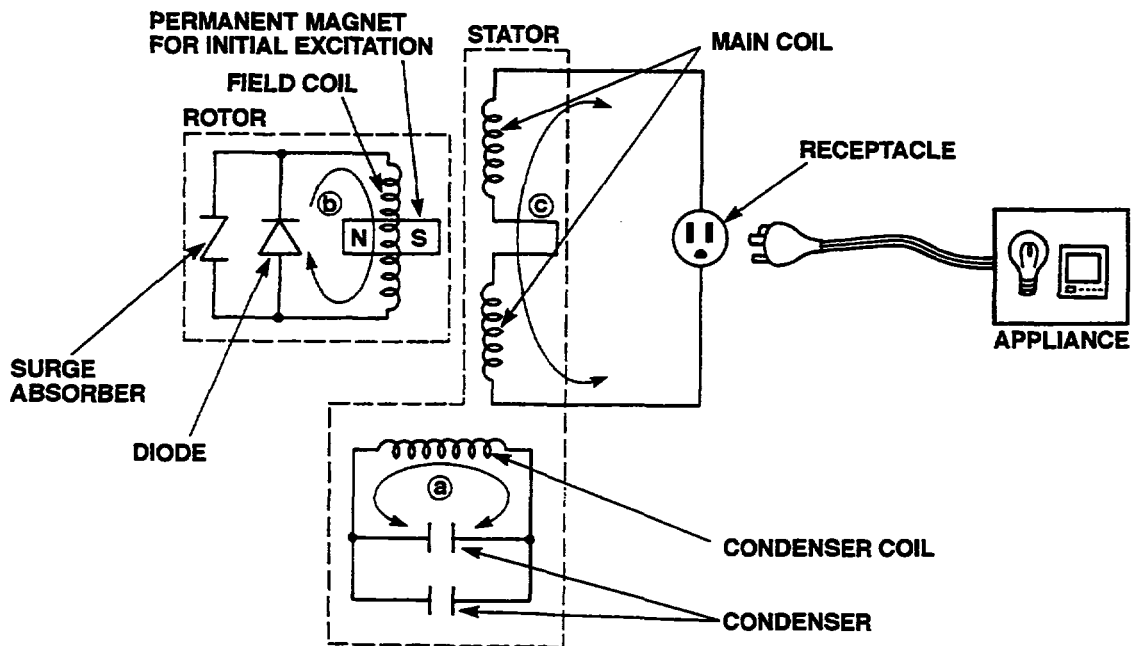 PERMANENT MAGNET
FOR INITIAL EXCITATION
STATOR
MAIN COIL
FIELD COIL
ROTOR
RECEPTACLE
b
N
S
c
SURGE
ABSORBER
APPLIANCE
DIODE
a
CONDENSER COIL
CONDENSER